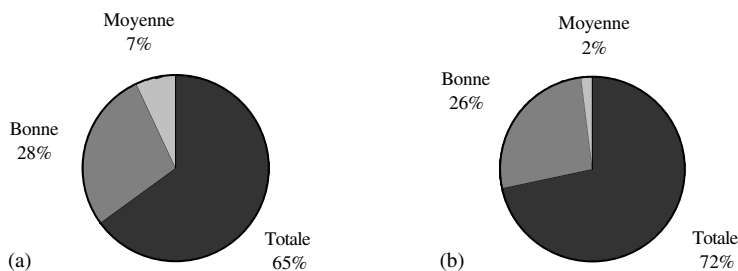 Moyenne
7%
Bonne
28%
Totale
65%
(a)
Moyenne
2%
Bonne
26%
Totale
72%
(b)